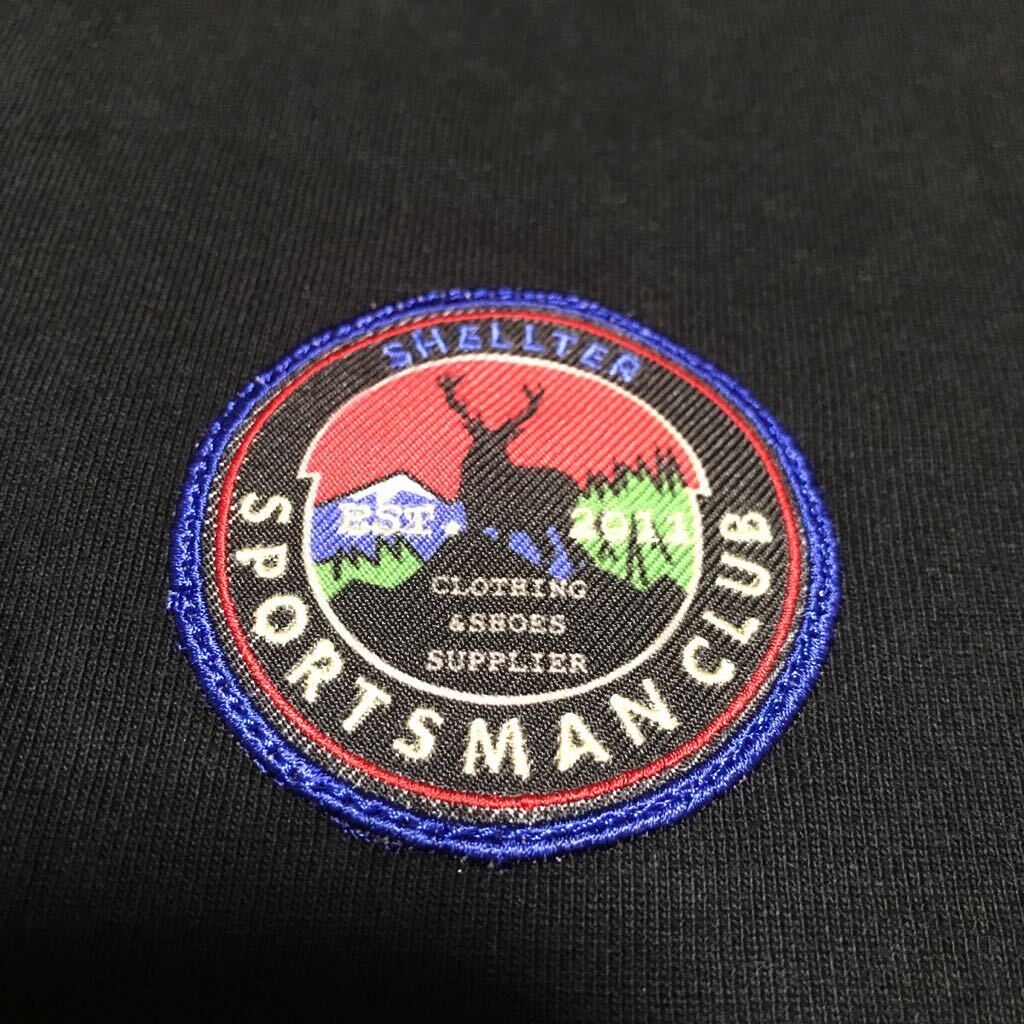 SHELLTER
EST. 2011
CLOTHING
&SHOES
SUPPLIER
SPORTSMAN CLUB